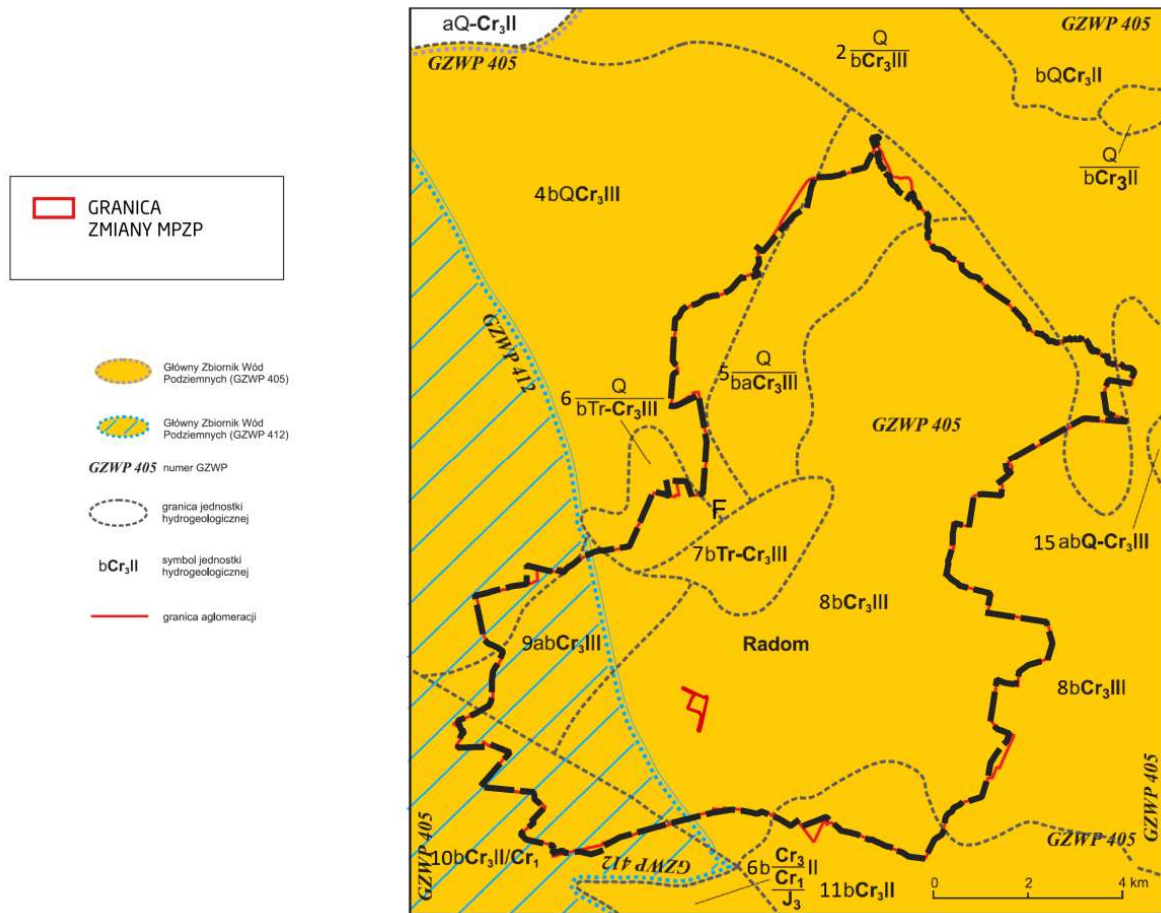 GRANICA
ZMIANY MPZP
Główny Zbiornik Wód
Podziemnych (GZWP 405)
Główny Zbiornik Wód
Podziemnych (GZWP 412)
GZWP 405 numer GZWP
granica jednostki
hydrogeologicznej
bCr₃II symbol jednostki
hydrogeologicznej
granica aglomeracji
aQ-Cr₃II
GZWP 405
2 Q
bCr₃III
GZWP 405
bQCr₃II
Q
bCr₃II
4bQCr₃III
GZWP 412
5 Q
baCr₃III
6 Q
bTr-Cr₃III
GZWP 405
F
7bTr-Cr₃III
15 abQ-Cr₃III
8bCr₃III
9abCr₃III
Radom
8bCr₃III
GZWP 405
GZWP 405
GZWP 405
10bCr₃II/Cr₁
GZWP 412
6b Cr₃ II
Cr₁
J₃
11bCr₃II
0 2 4 km